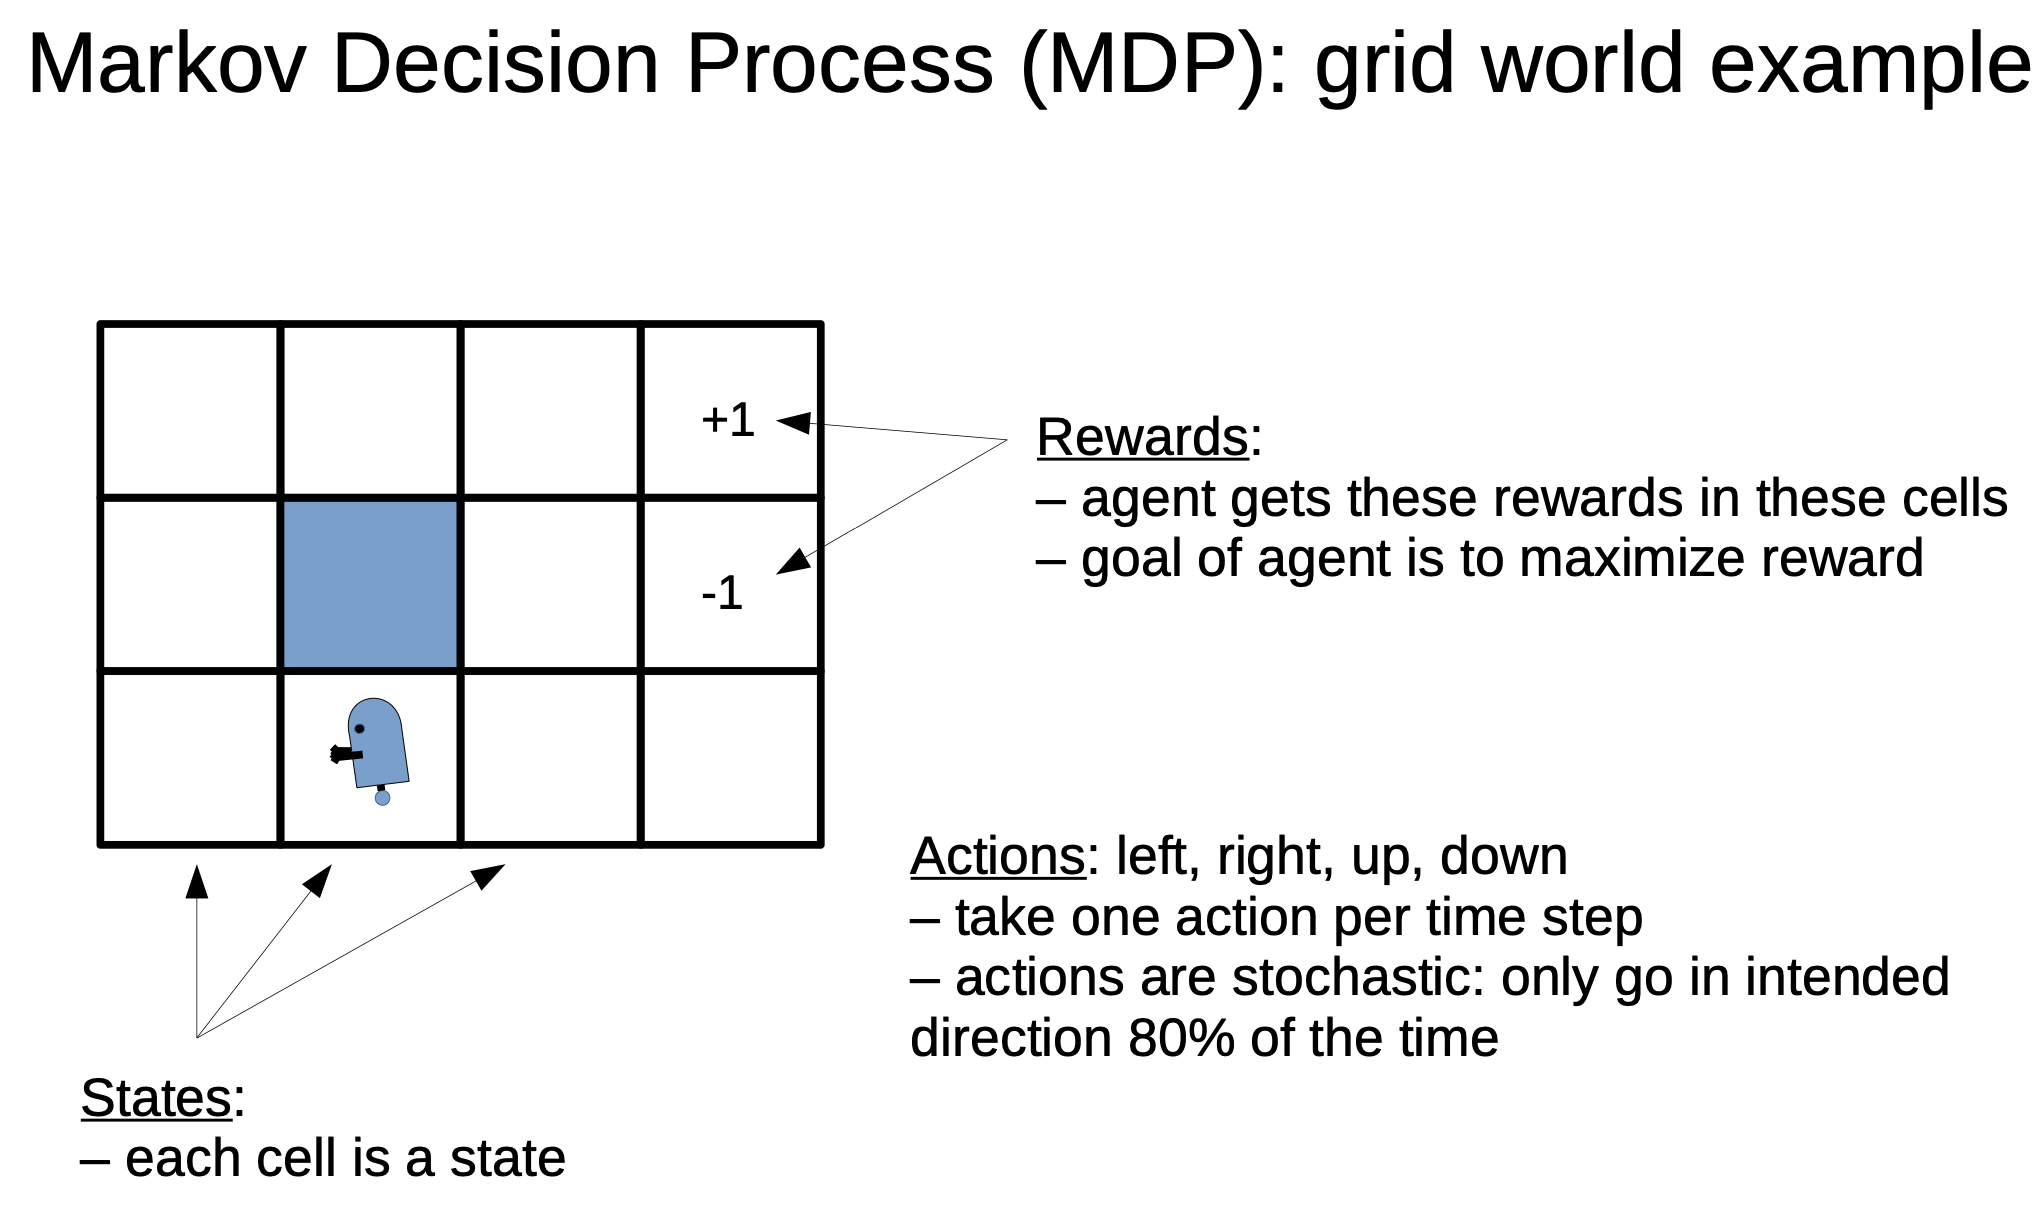 Markov Decision Process (MDP): grid world example
+1
-1
Rewards:
– agent gets these rewards in these cells
– goal of agent is to maximize reward
Actions: left, right, up, down
– take one action per time step
– actions are stochastic: only go in intended
direction 80% of the time
States:
– each cell is a state